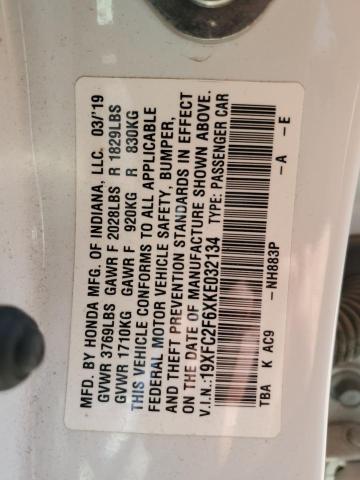 MFD. BY HONDA MFG. OF INDIANA, LLC. 03/'19
GVWR 3769LBS GAWR F 2028LBS R 1829LBS
GVWR 1710KG GAWR F 920KG R 830KG
THIS VEHICLE CONFORMS TO ALL APPLICABLE
FEDERAL MOTOR VEHICLE SAFETY, BUMPER,
AND THEFT PREVENTION STANDARDS IN EFFECT
ON THE DATE OF MANUFACTURE SHOWN ABOVE.
V.I.N.:19XFC2F6XKE032134 TYPE: PASSENGER CAR
TBA K AC9 -NH883P -A -E